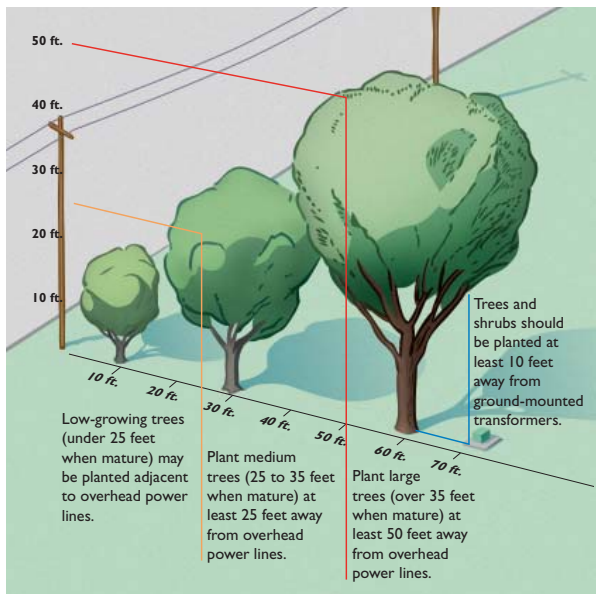 50 ft.
40 ft.
30 ft.
20 ft.
10 ft.
10 ft.
20 ft.
30 ft.
40 ft.
50 ft.
60 ft.
70 ft.
Low-growing trees
(under 25 feet
when mature) may
be planted adjacent
to overhead power
lines.
Plant medium
trees (25 to 35 feet
when mature) at
least 25 feet away
from overhead
power lines.
Plant large
trees (over 35 feet
when mature) at
least 50 feet away
from overhead
power lines.
Trees and
shrubs should
be planted at
least 10 feet
away from
ground-mounted
transformers.